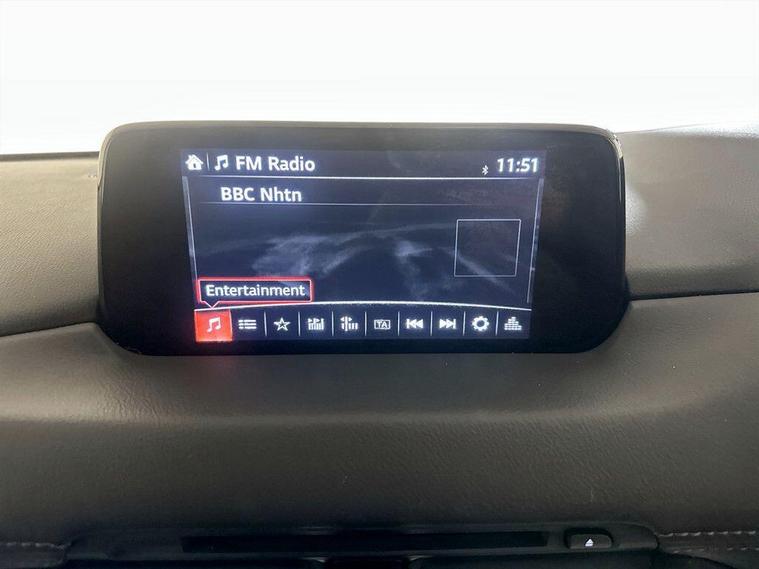 FM Radio 11:51
BBC Nhtn
Entertainment
TA